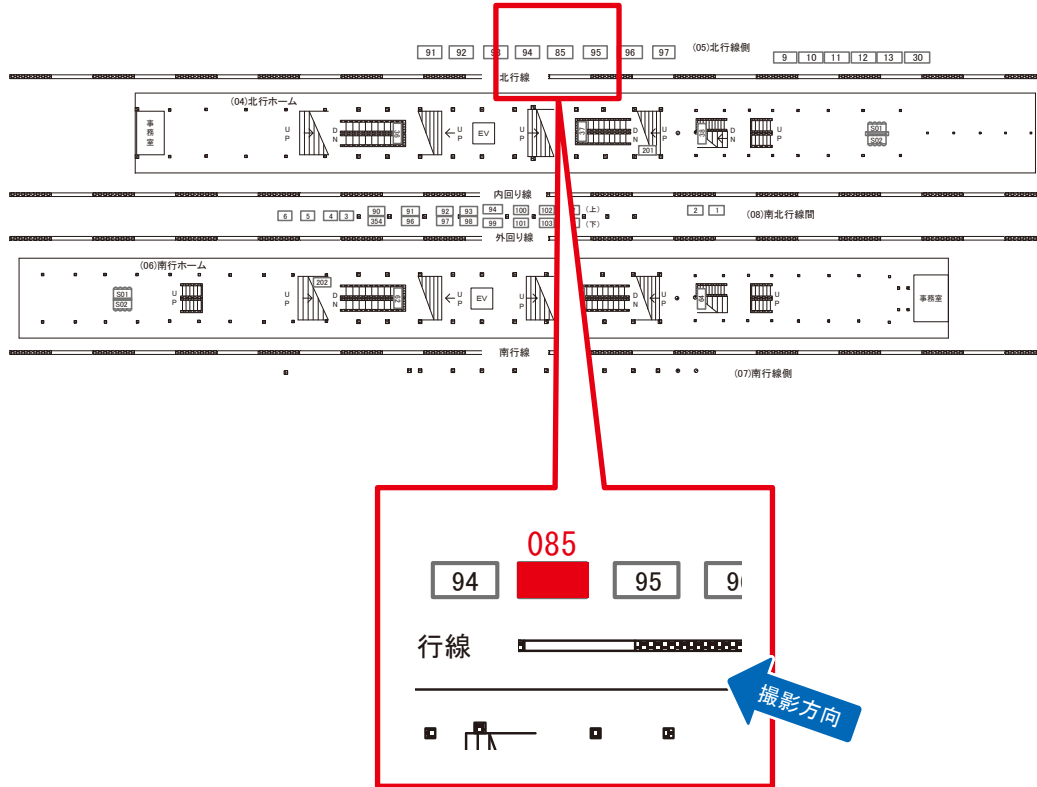 91 92 93 94 85 95 96 97 (05)北行線側
9 10 11 12 13 30
北行線
(04)北行ホーム
事務室
UP
DN
36
UP
EV
UP
37
DN
UP
201
38
DN
UP
S01
S02
内回り線
6 5 4 3 90 91 92 93 94 100 102 (上) 2 1 (08)南北行線間
354 96 97 98 99 101 103 (下)
外回り線
(06)南行ホーム
S01
S02
UP
UP
202
DN
UP
EV
UP
DN
UP
DN
UP
事務室
南行線
(07)南行線側
085
94 95
行線
撮影方向